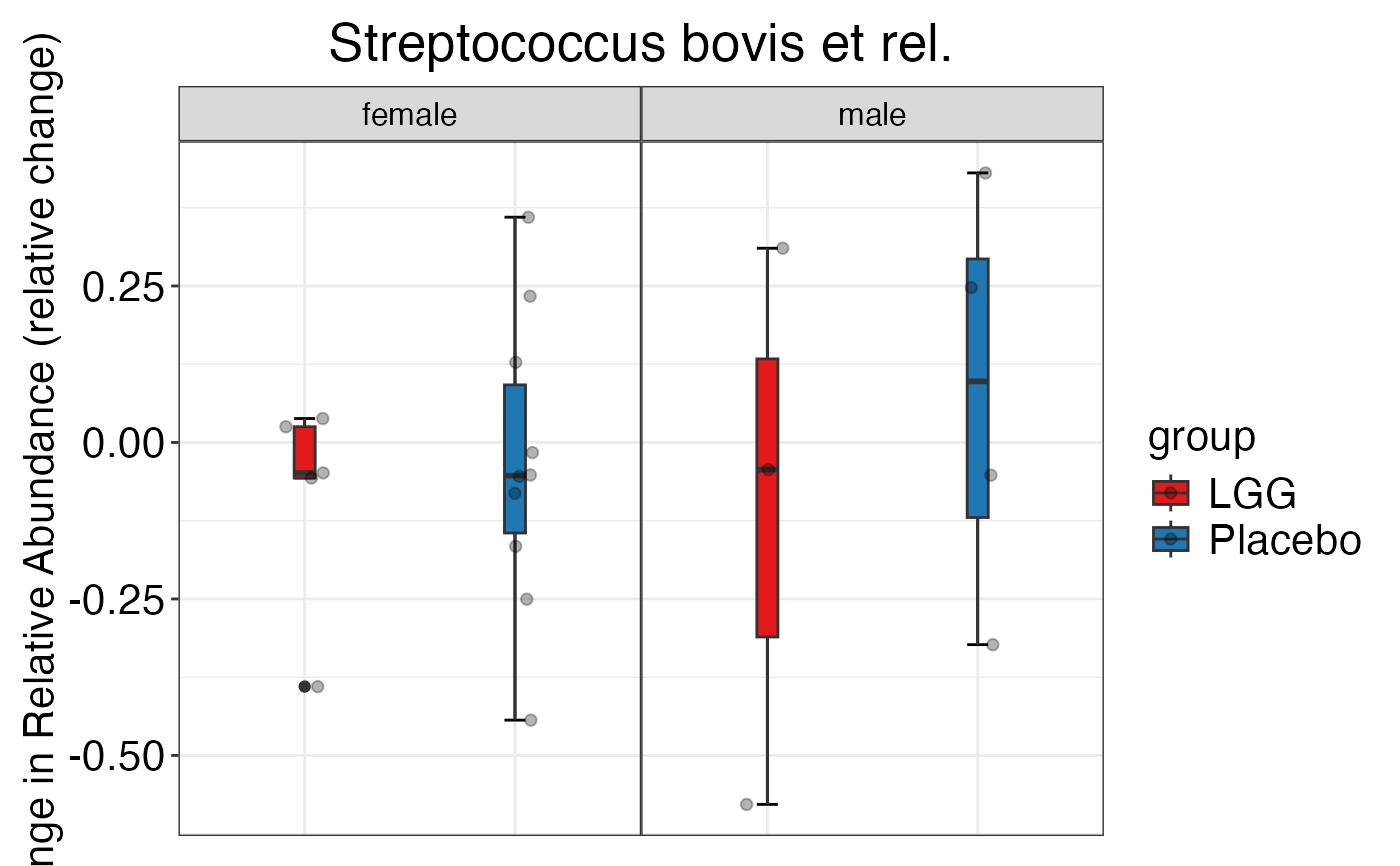 Streptococcus bovis et rel.
female male
nge in Relative Abundance (relative change)
0.25
0.00
-0.25
-0.50
group
LGG
Placebo